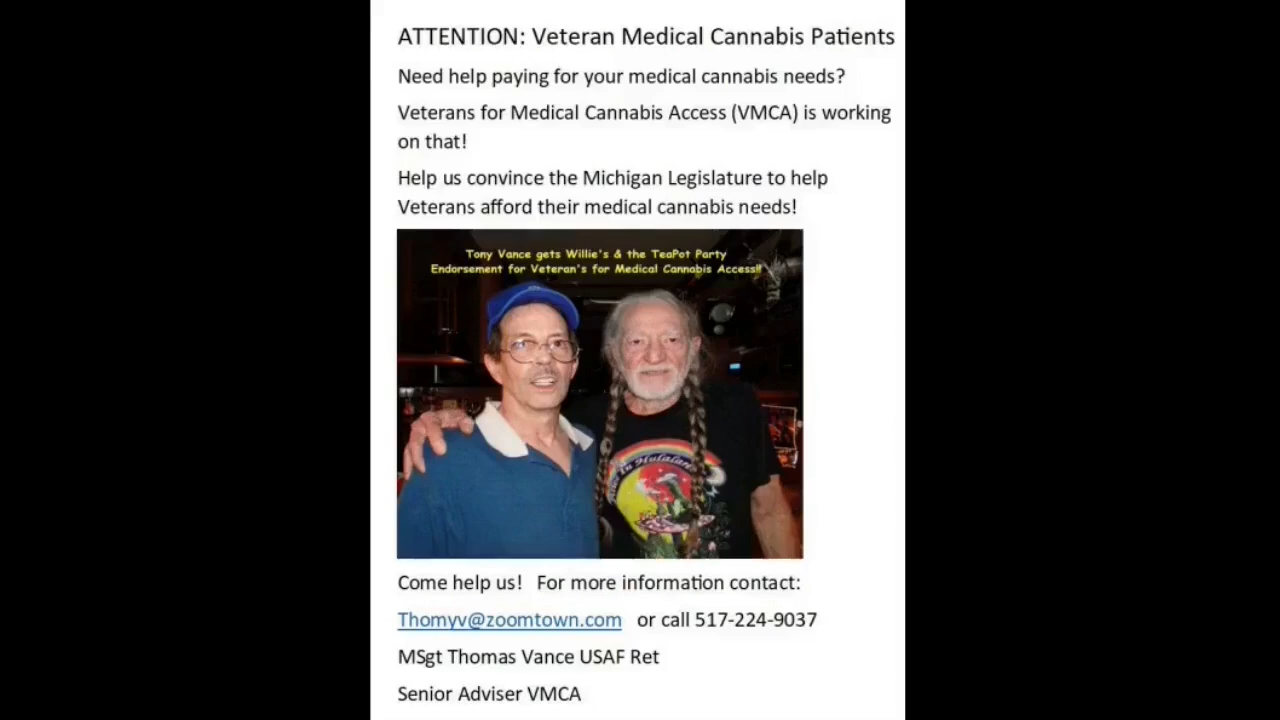 ATTENTION: Veteran Medical Cannabis Patients
Need help paying for your medical cannabis needs?
Veterans for Medical Cannabis Access (VMCA) is working
on that!
Help us convince the Michigan Legislature to help
Veterans afford their medical cannabis needs!
Tony Vance gets Willie's & the TeaPot Party
Endorsement for Veteran's for Medical Cannabis Access!!
In Hulaland
Come help us! For more information contact:
Thomyv@zoomtown.com or call 517-224-9037
MSgt Thomas Vance USAF Ret
Senior Adviser VMCA